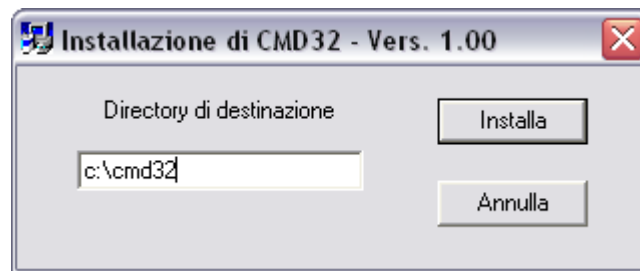 Installazione di CMD32 - Vers. 1.00
Directory di destinazione
Installa
c:\cmd32
Annulla